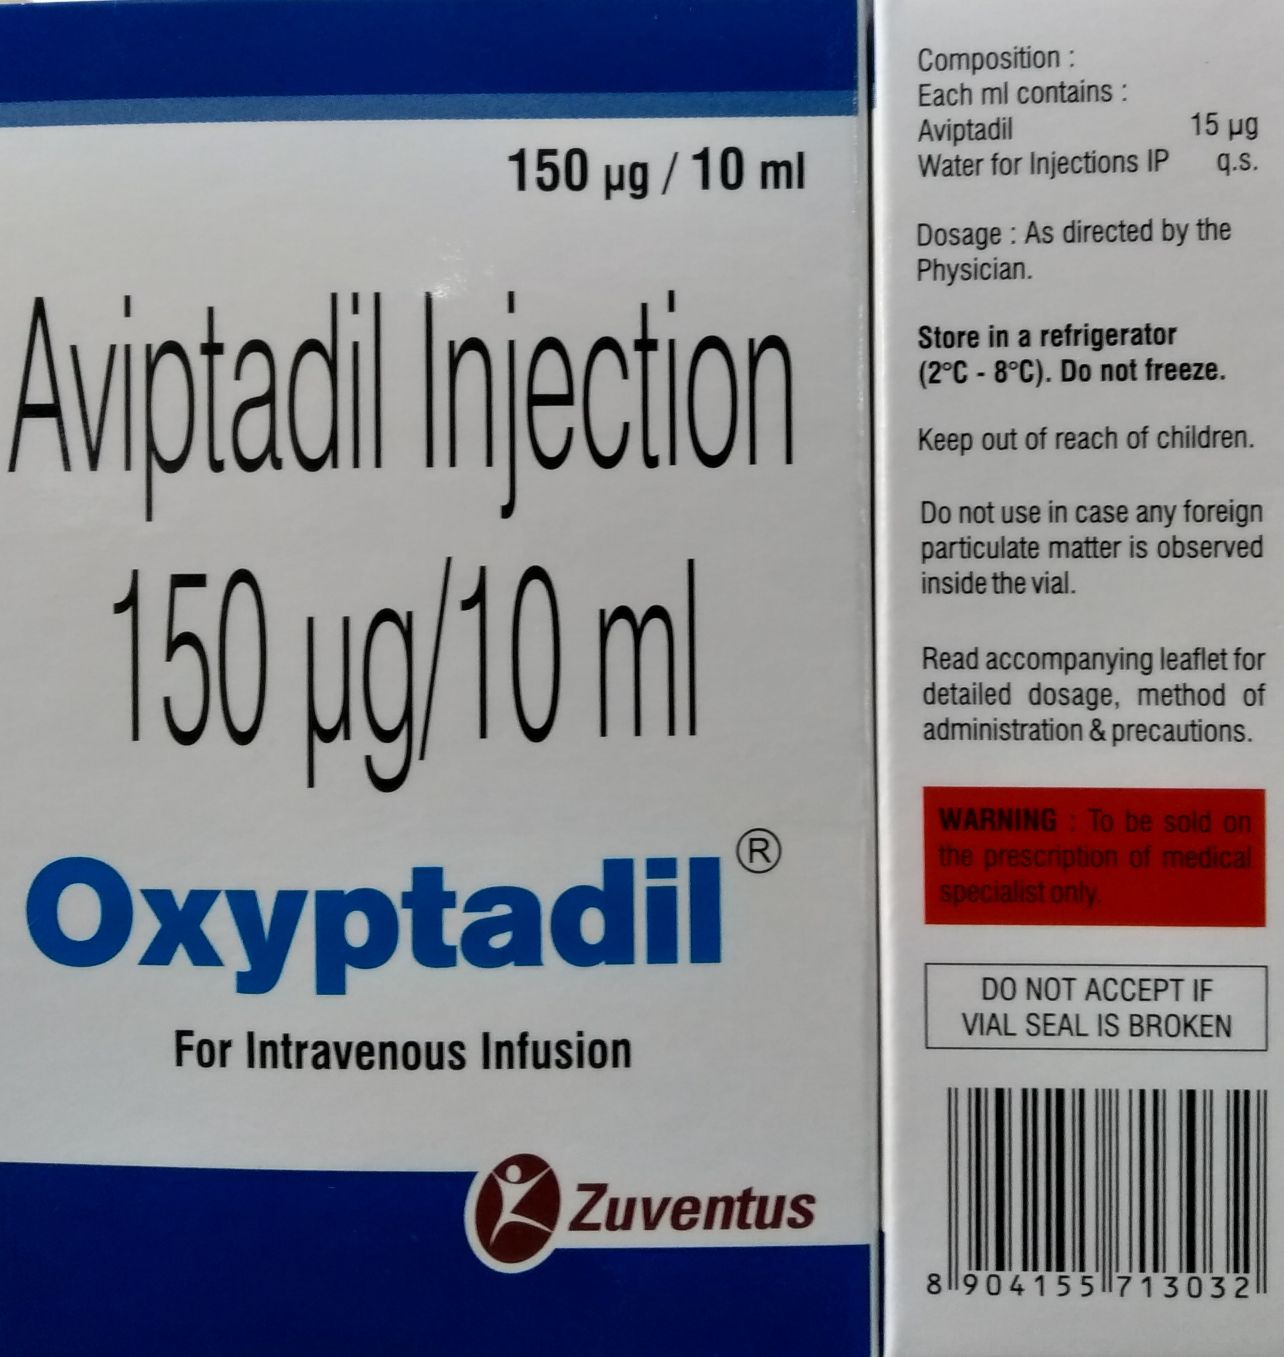 150 µg / 10 ml
Aviptadil Injection
150 µg/10 ml
Oxyptadil®
For Intravenous Infusion
Zuventus
Composition :
Each ml contains :
Aviptadil 15 µg
Water for Injections IP q.s.
Dosage : As directed by the
Physician.
Store in a refrigerator
(2°C - 8°C). Do not freeze.
Keep out of reach of children.
Do not use in case any foreign
particulate matter is observed
inside the vial.
Read accompanying leaflet for
detailed dosage, method of
administration & precautions.
WARNING : To be sold on
the prescription of medical
specialist only.
DO NOT ACCEPT IF
VIAL SEAL IS BROKEN
8 904155 713032